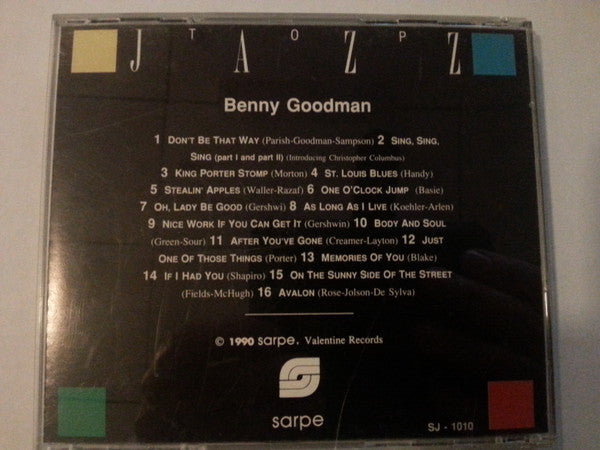 T O P
J A Z Z
Benny Goodman
1 DON'T BE THAT WAY (Parish-Goodman-Sampson) 2 SING, SING,
SING (part I and part II) (Introducing Christopher Columbus)
3 KING PORTER STOMP (Morton) 4 ST. LOUIS BLUES (Handy)
5 STEALIN' APPLES (Waller-Razaf) 6 ONE O'CLOCK JUMP (Basie)
7 OH, LADY BE GOOD (Gershwi) 8 AS LONG AS I LIVE (Koehler-Arlen)
9 NICE WORK IF YOU CAN GET IT (Gershwin) 10 BODY AND SOUL
(Green-Sour) 11 AFTER YOU'VE GONE (Creamer-Layton) 12 JUST
ONE OF THOSE THINGS (Porter) 13 MEMORIES OF YOU (Blake)
14 IF I HAD YOU (Shapiro) 15 ON THE SUNNY SIDE OF THE STREET
(Fields-McHugh) 16 AVALON (Rose-Jolson-De Sylva)
© 1990 sarpe. Valentine Records
sarpe
SJ - 1010